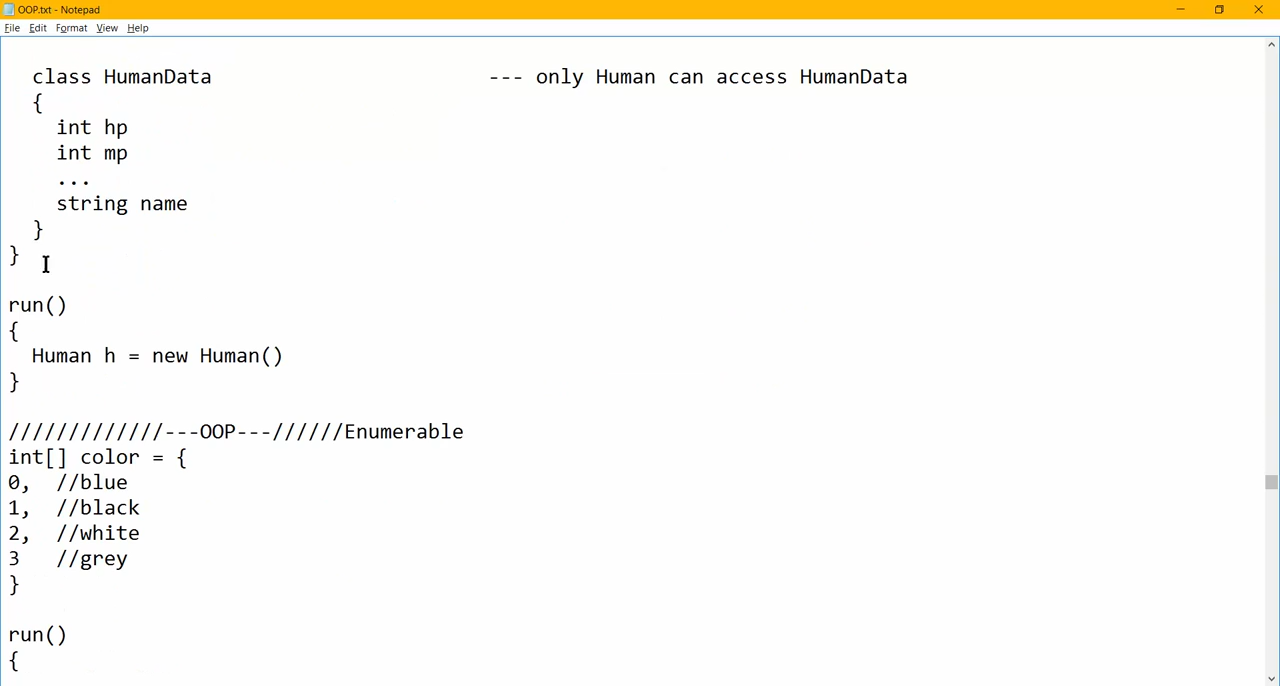 OOP.txt - Notepad
File Edit Format View Help
class HumanData --- only Human can access HumanData
{
int hp
int mp
...
string name
}
}
run()
{
Human h = new Human()
}
/////////////---OOP---//////Enumerable
int[] color = {
0, //blue
1, //black
2, //white
3 //grey
}
run()
{